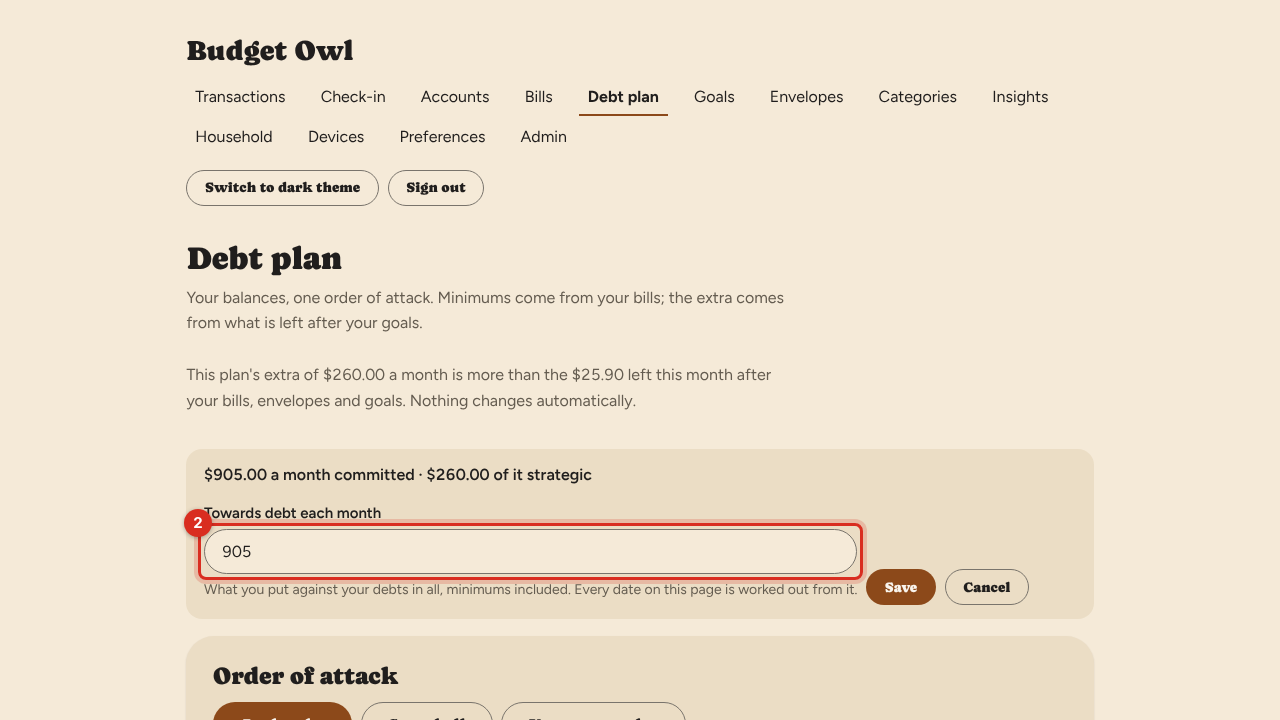 Budget Owl
Transactions Check-in Accounts Bills Debt plan Goals Envelopes Categories Insights
Household Devices Preferences Admin
Switch to dark theme Sign out
Debt plan
Your balances, one order of attack. Minimums come from your bills; the extra comes
from what is left after your goals.
This plan's extra of $260.00 a month is more than the $25.90 left this month after
your bills, envelopes and goals. Nothing changes automatically.
$905.00 a month committed · $260.00 of it strategic
Towards debt each month
2
905
What you put against your debts in all, minimums included. Every date on this page is worked out from it.
Save Cancel
Order of attack